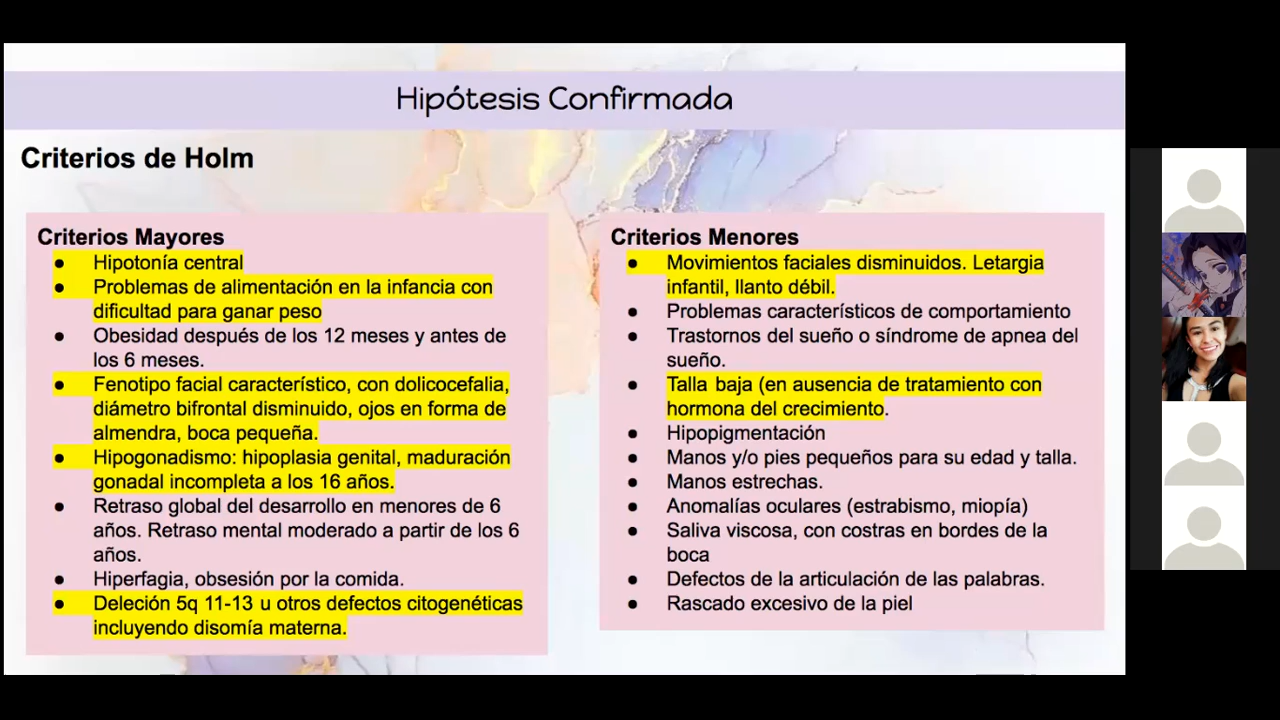 Hipótesis Confirmada
Criterios de Holm
Criterios Mayores
● Hipotonía central
● Problemas de alimentación en la infancia con
dificultad para ganar peso
● Obesidad después de los 12 meses y antes de
los 6 meses.
● Fenotipo facial característico, con dolicocefalia,
diámetro bifrontal disminuido, ojos en forma de
almendra, boca pequeña.
● Hipogonadismo: hipoplasia genital, maduración
gonadal incompleta a los 16 años.
● Retraso global del desarrollo en menores de 6
años. Retraso mental moderado a partir de los 6
años.
● Hiperfagia, obsesión por la comida.
● Deleción 5q 11-13 u otros defectos citogenéticas
incluyendo disomía materna.
Criterios Menores
● Movimientos faciales disminuidos. Letargia
infantil, llanto débil.
● Problemas característicos de comportamiento
● Trastornos del sueño o síndrome de apnea del
sueño.
● Talla baja (en ausencia de tratamiento con
hormona del crecimiento.
● Hipopigmentación
● Manos y/o pies pequeños para su edad y talla.
● Manos estrechas.
● Anomalías oculares (estrabismo, miopía)
● Saliva viscosa, con costras en bordes de la
boca
● Defectos de la articulación de las palabras.
● Rascado excesivo de la piel